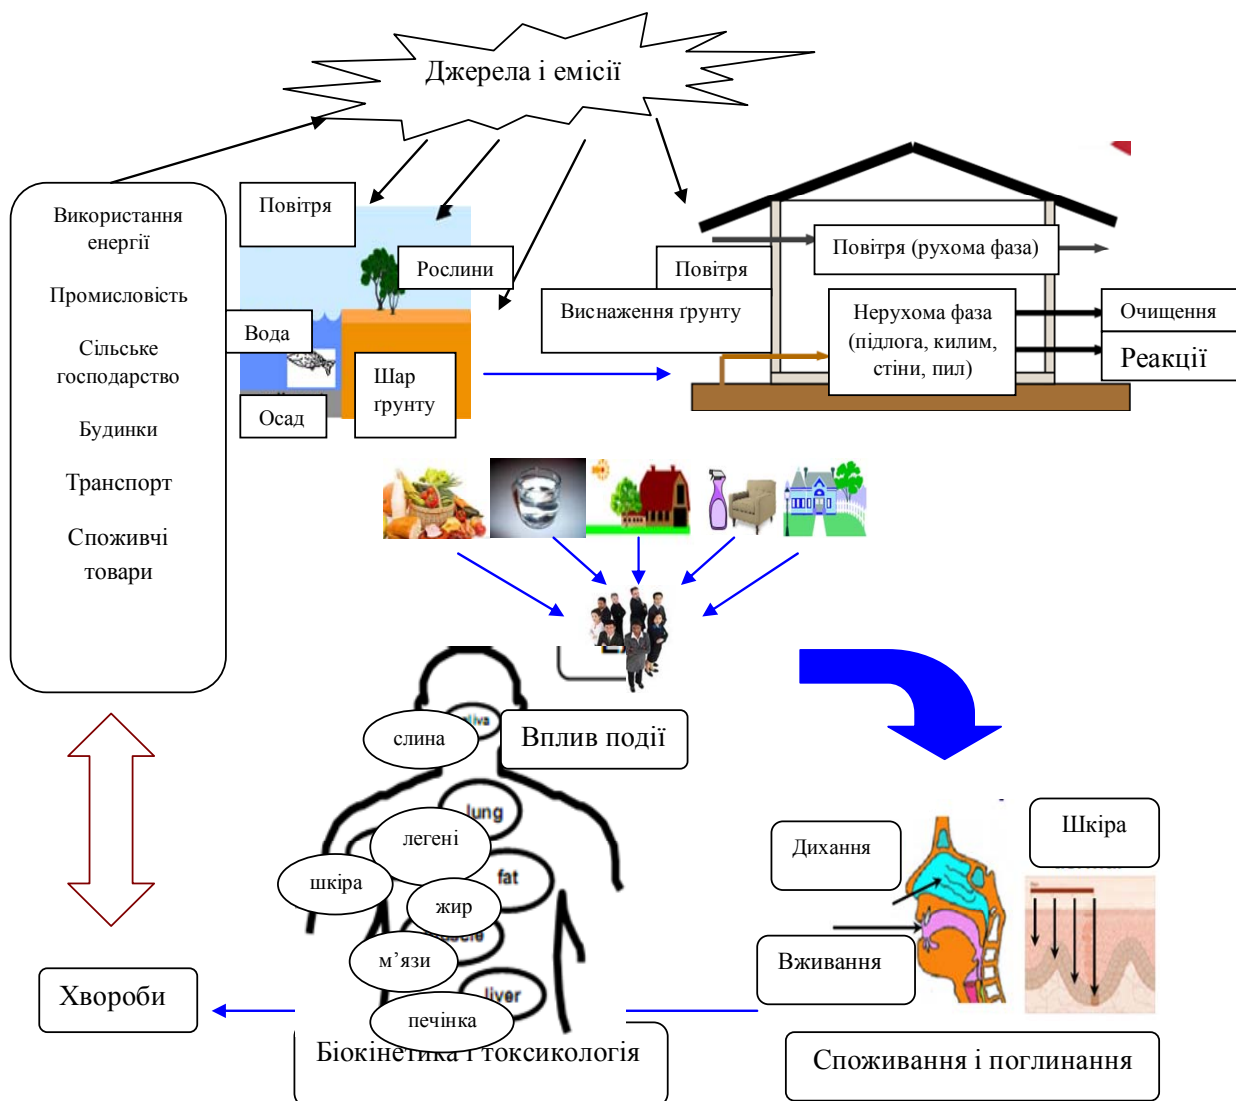 Джерела і емісії
Використання
енергії
Промисловість
Сільське
господарство
Будинки
Транспорт
Споживчі
товари
Повітря
Рослини
Вода
Шар
ґрунту
Осад
Повітря
Виснаження ґрунту
Повітря (рухома фаза)
Нерухома фаза
(підлога, килим,
стіни, пил)
Очищення
Реакції
слина
Вплив події
lung
легені
шкіра
fat
жир
м’язи
liver
печінка
Дихання
Шкіра
Вживання
Хвороби
Біокінетика і токсикологія
Споживання і поглинання